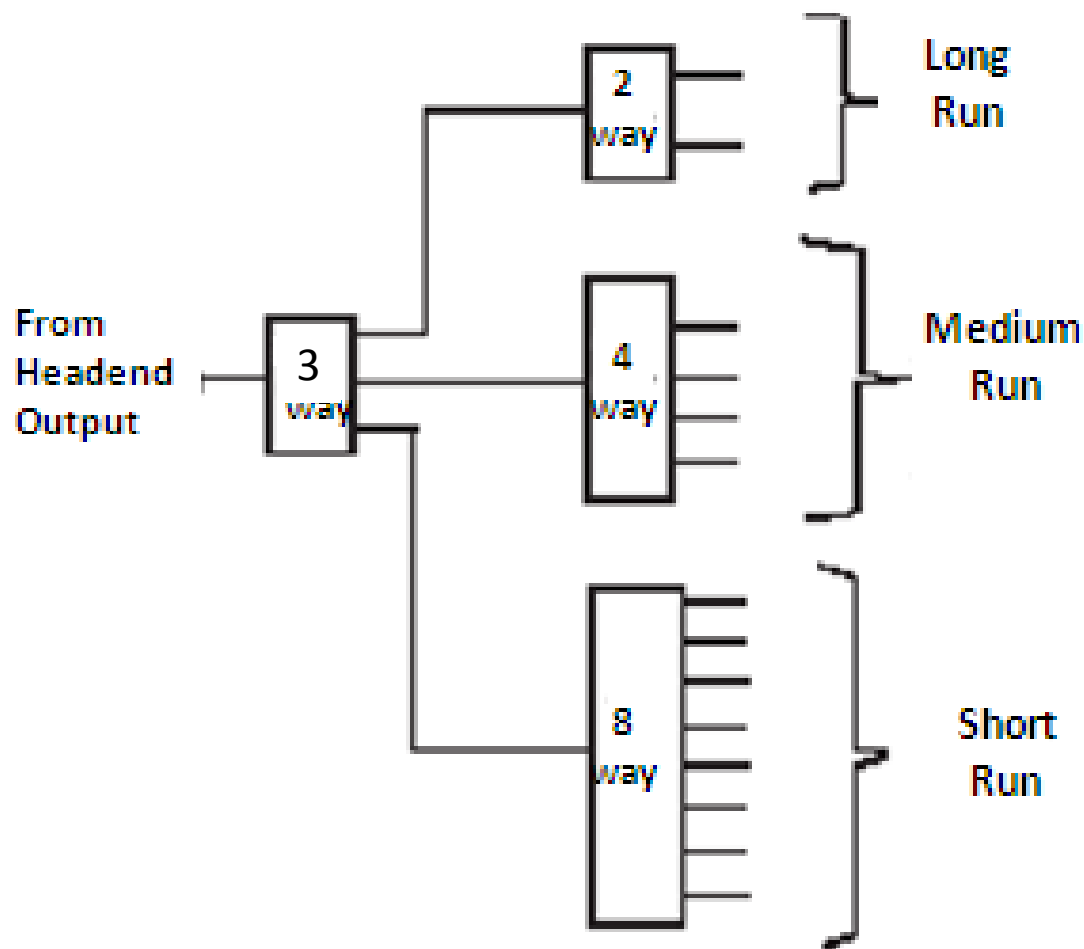 From
Headend
Output
3
way
2
way
4
way
8
way
Long
Run
Medium
Run
Short
Run